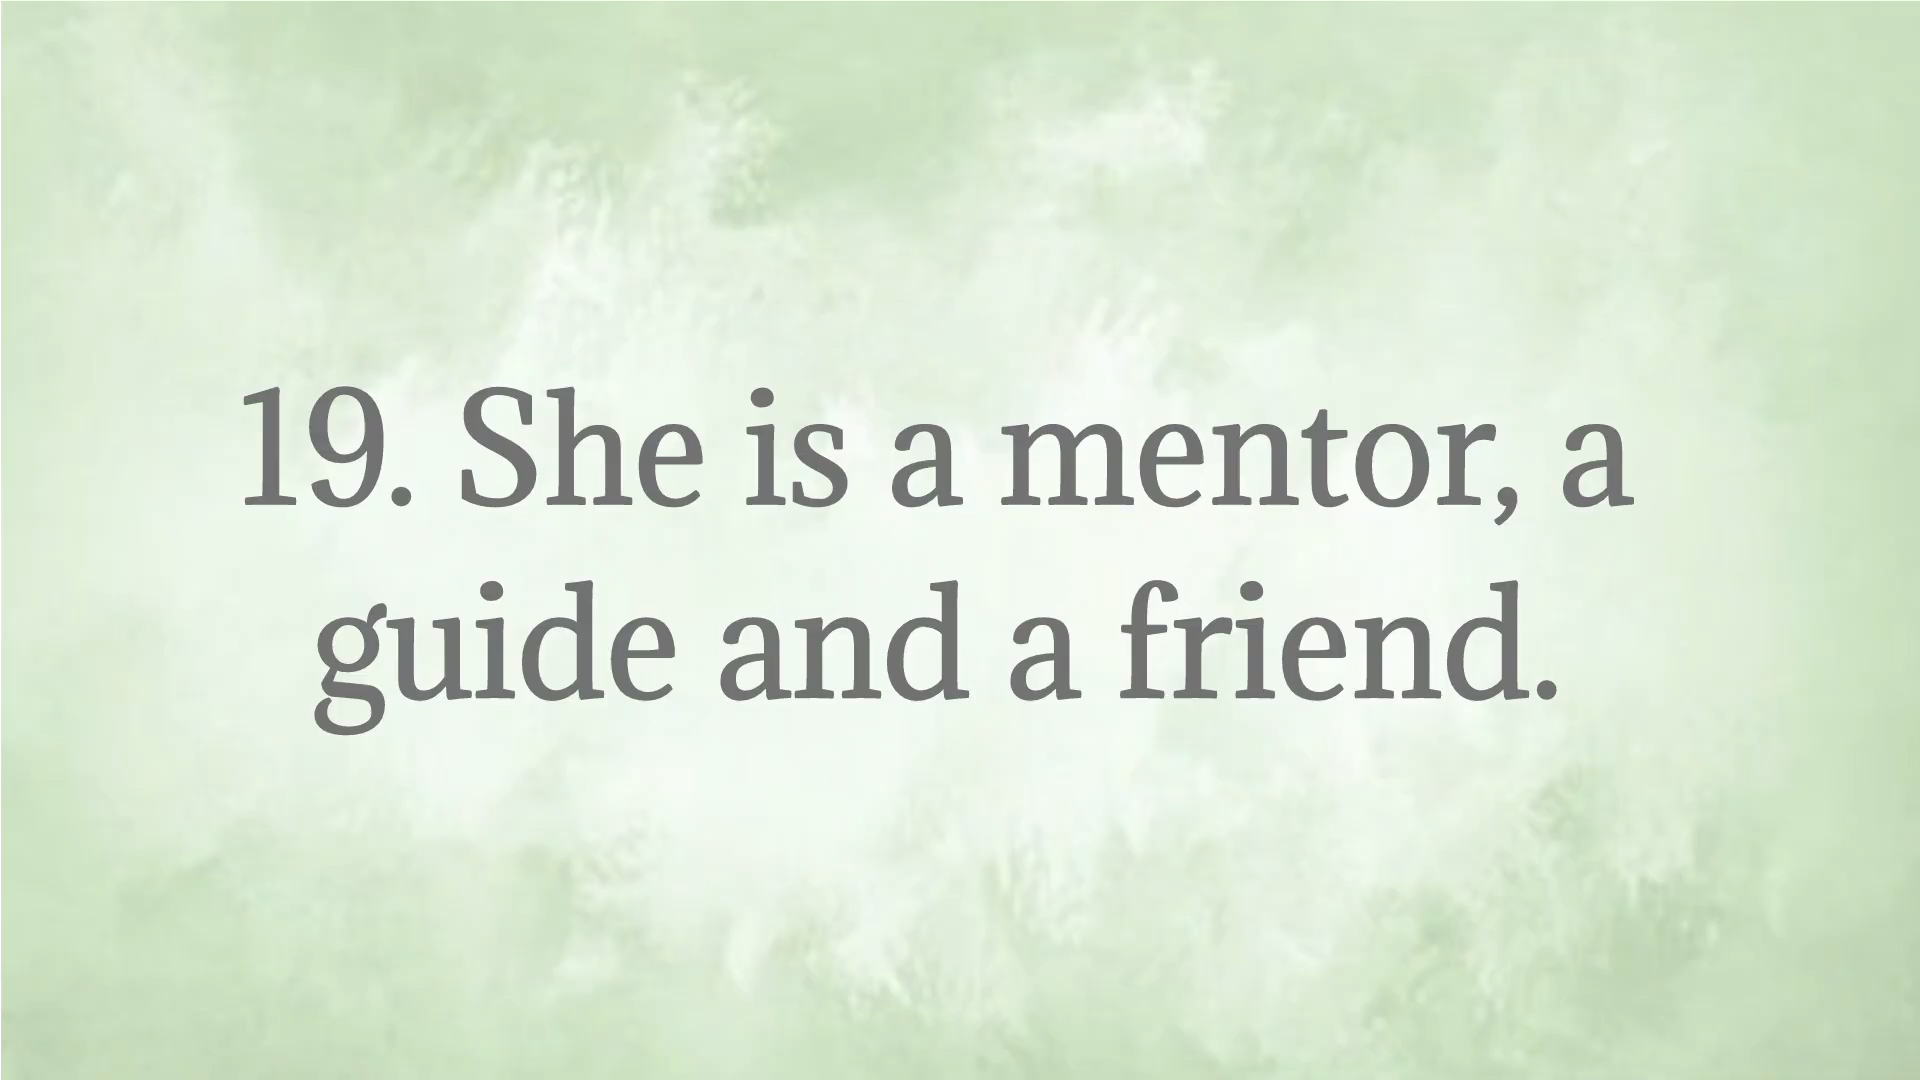 19. She is a mentor, a
guide and a friend.